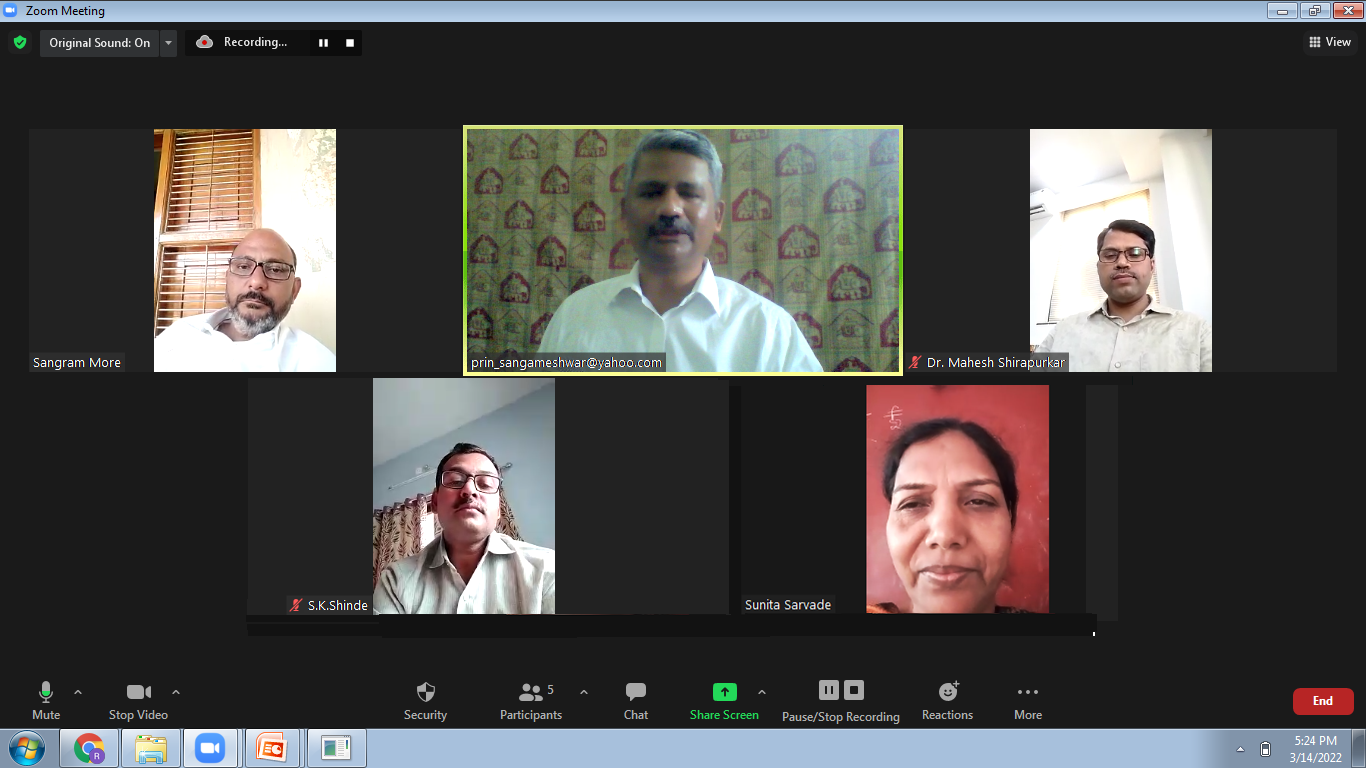 Zoom Meeting
Original Sound: On
Recording...
View
Sangram More
prin_sangameshwar@yahoo.com
Dr. Mahesh Shirapurkar
S.K.Shinde
Sunita Sarvade
Mute
Stop Video
Security
5
Participants
Chat
Share Screen
Pause/Stop Recording
Reactions
More
End
R
5:24 PM
3/14/2022